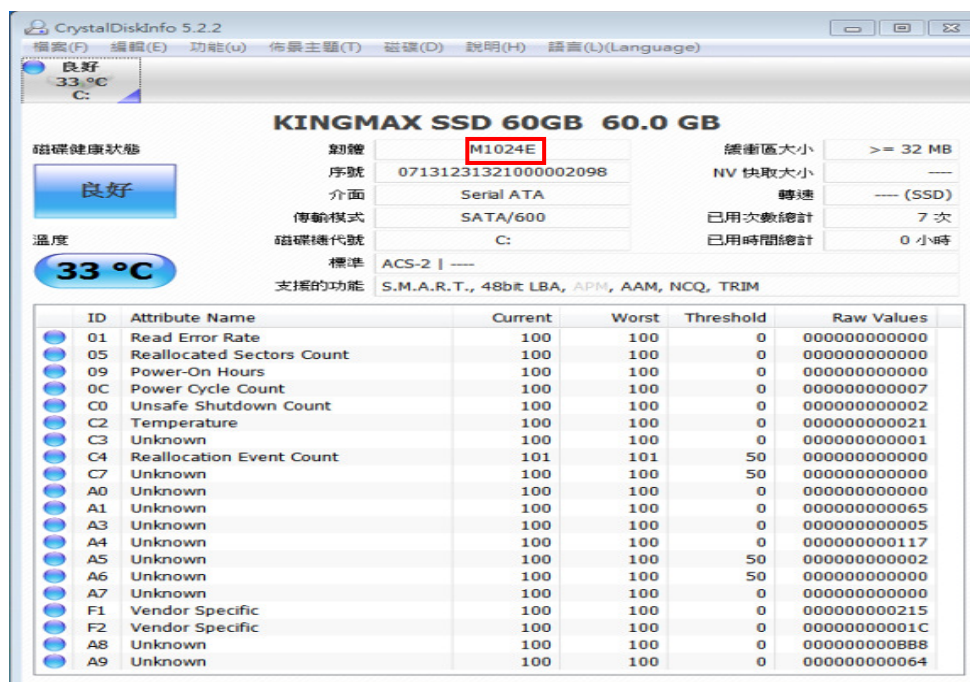 CrystalDiskInfo 5.2.2
檔案(F) 編輯(E) 功能(u) 佈景主題(T) 磁碟(D) 說明(H) 語言(L)(Language)
良好
33 ºC
C:
KINGMAX SSD 60GB 60.0 GB
磁碟健康狀態
良好
溫度
33 ºC
韌體 M1024E 緩衝區大小 >= 32 MB
序號 071312313210000002098 NV 快取大小 ----
介面 Serial ATA 轉速 ---- (SSD)
傳輸模式 SATA/600 已用次數總計 7 次
磁碟機代號 C: 已用時間總計 0 小時
標準 ACS-2 | ----
支援的功能 S.M.A.R.T., 48bit LBA, APM, AAM, NCQ, TRIM
ID Attribute Name Current Worst Threshold Raw Values
01 Read Error Rate 100 100 0 000000000000
05 Reallocated Sectors Count 100 100 0 000000000000
09 Power-On Hours 100 100 0 000000000000
0C Power Cycle Count 100 100 0 000000000007
C0 Unsafe Shutdown Count 100 100 0 000000000002
C2 Temperature 100 100 0 000000000021
C3 Unknown 100 100 0 000000000001
C4 Reallocation Event Count 101 101 50 000000000000
C7 Unknown 100 100 50 000000000000
A0 Unknown 100 100 0 000000000000
A1 Unknown 100 100 0 000000000065
A3 Unknown 100 100 0 000000000005
A4 Unknown 100 100 0 000000000117
A5 Unknown 100 100 50 000000000002
A6 Unknown 100 100 50 000000000000
A7 Unknown 100 100 0 000000000000
F1 Vendor Specific 100 100 0 000000000215
F2 Vendor Specific 100 100 0 00000000001C
A8 Unknown 100 100 0 000000000BB8
A9 Unknown 100 100 0 000000000064